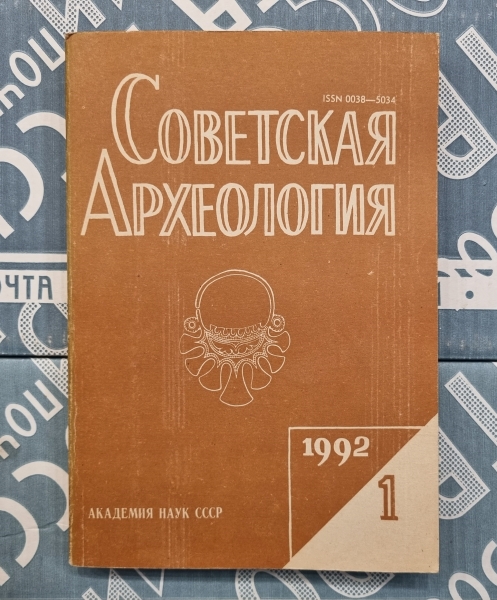 ISSN 0038—5034
СОВЕТСКАЯ
АРХЕОЛОГИЯ
1992
1
АКАДЕМИЯ НАУК СССР